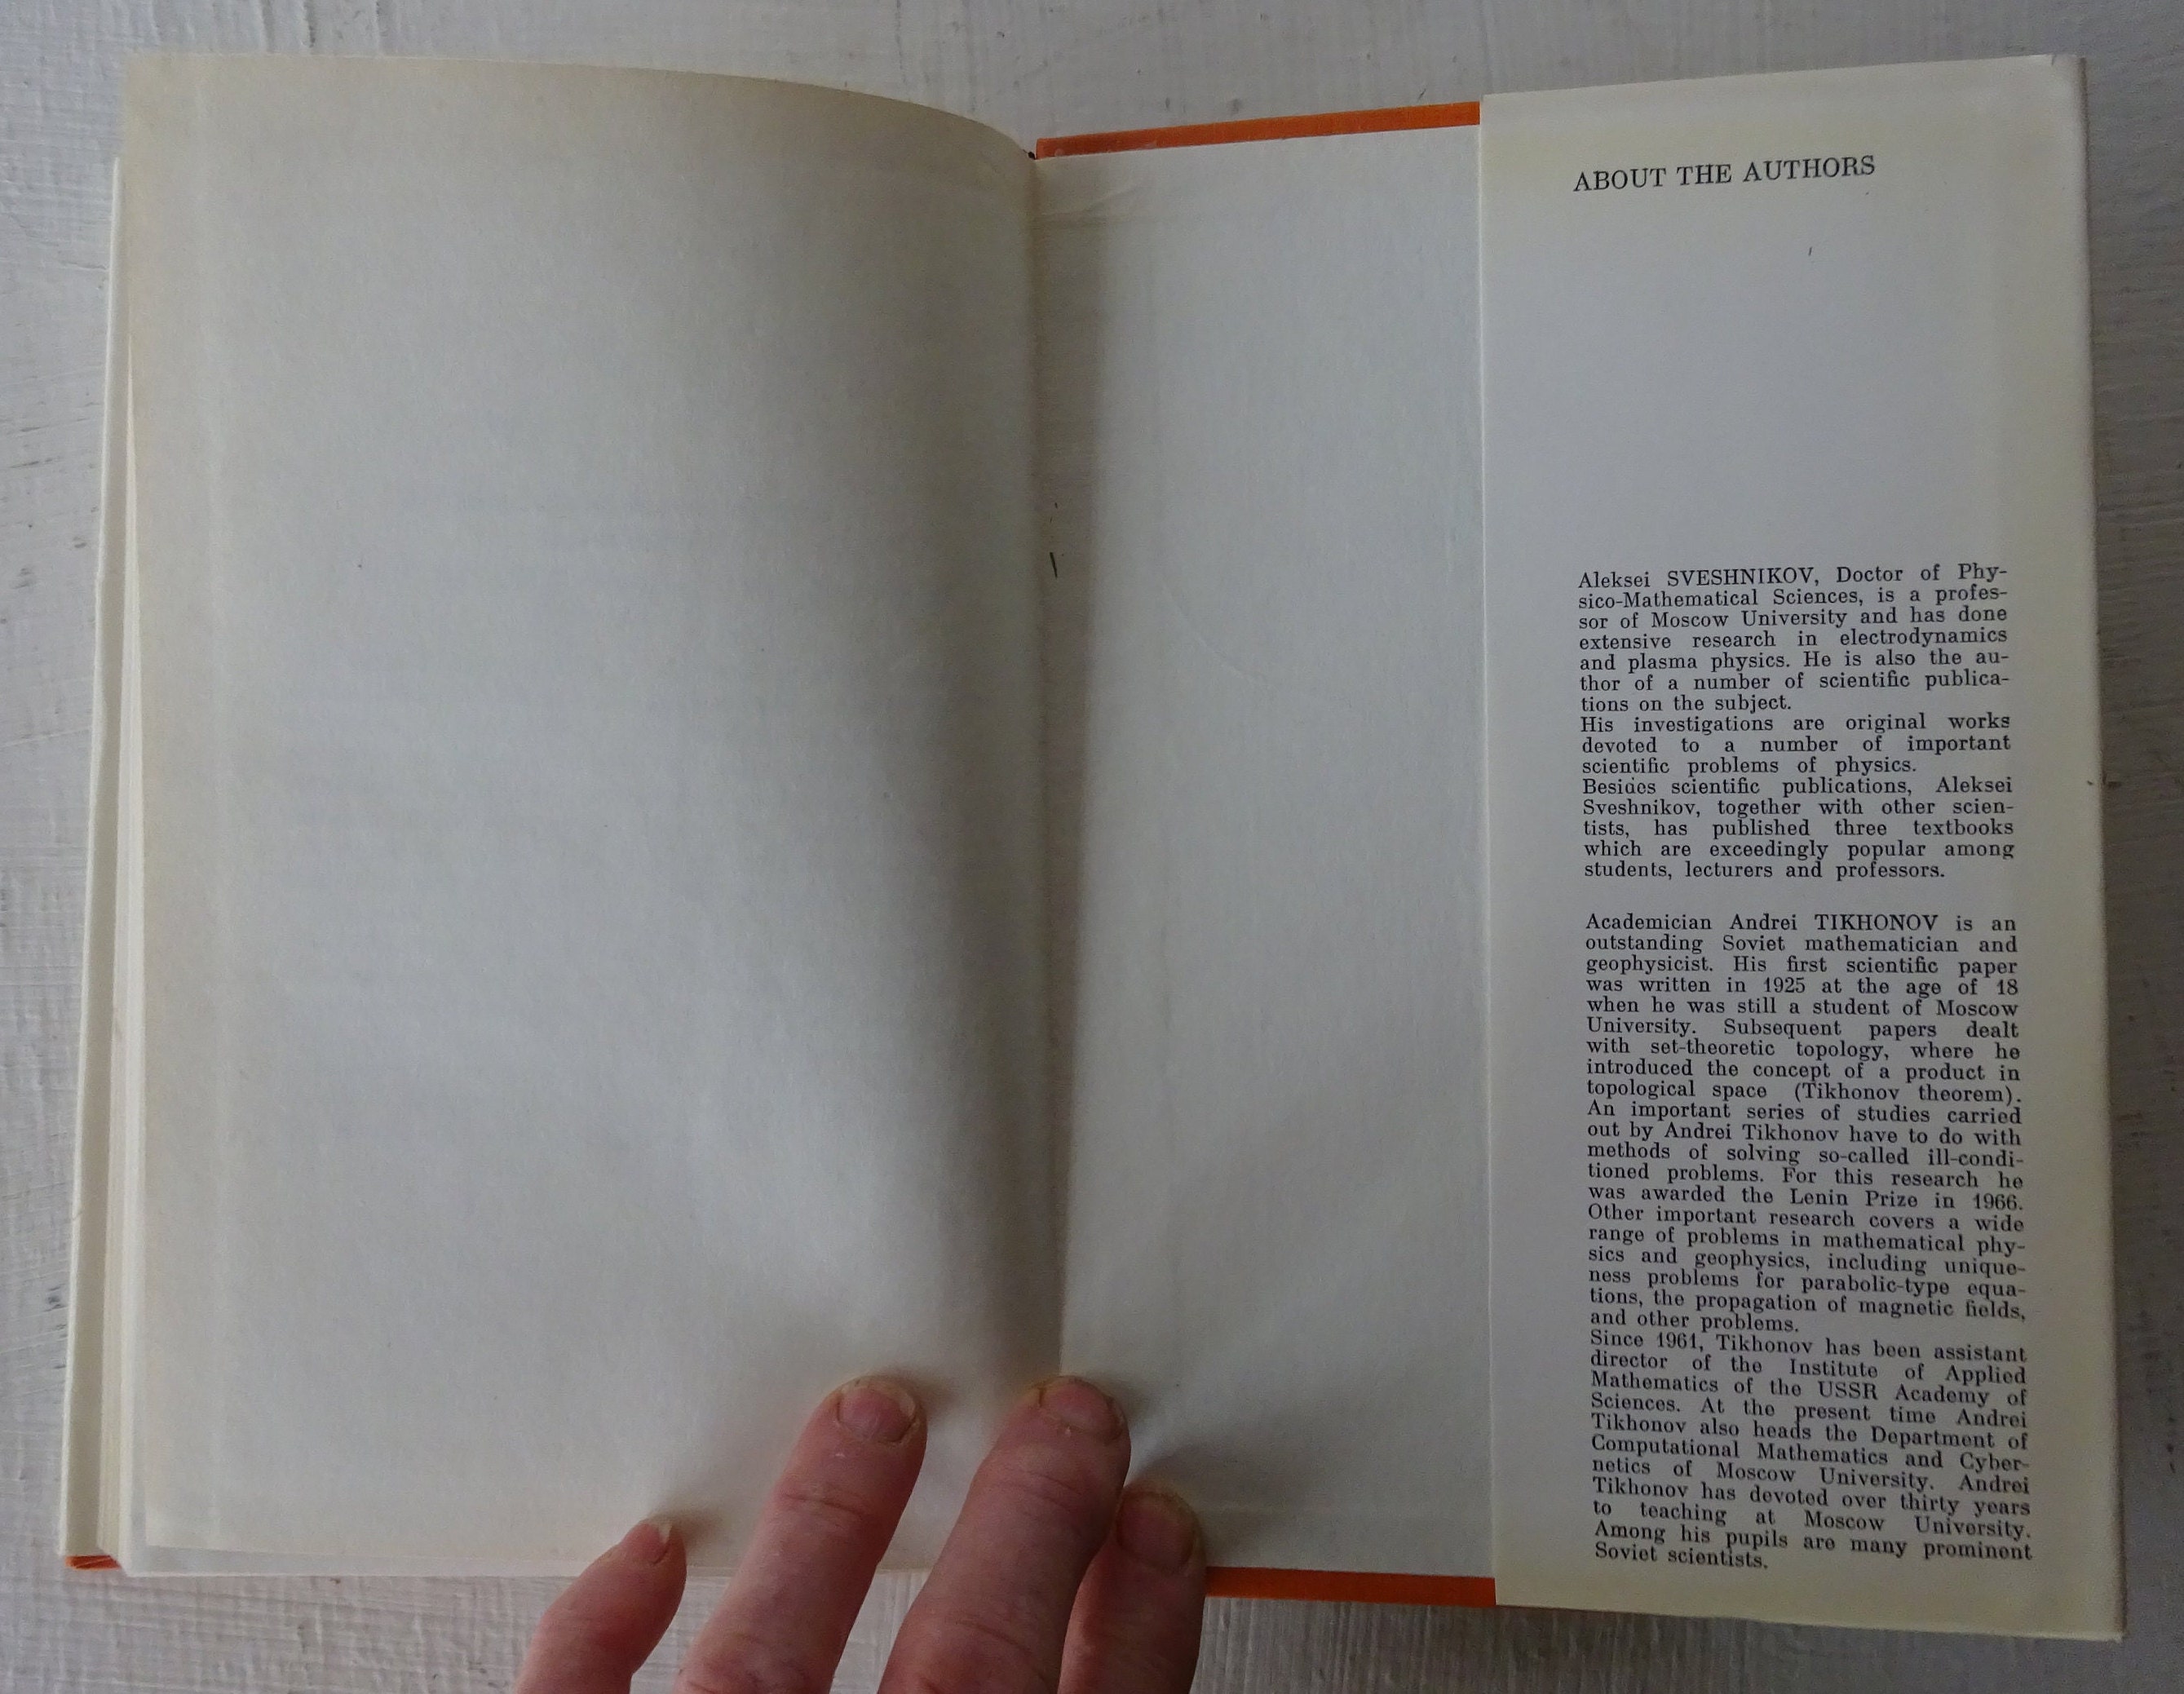 ABOUT THE AUTHORS
Aleksei SVESHNIKOV, Doctor of Phy-
sico-Mathematical Sciences, is a profes-
sor of Moscow University and has done
extensive research in electrodynamics
and plasma physics. He is also the au-
thor of a number of scientific publica-
tions on the subject.
His investigations are original works
devoted to a number of important
scientific problems of physics.
Besides scientific publications, Aleksei
Sveshnikov, together with other scien-
tists, has published three textbooks
which are exceedingly popular among
students, lecturers and professors.
Academician Andrei TIKHONOV is an
outstanding Soviet mathematician and
geophysicist. His first scientific paper
was written in 1925 at the age of 18
when he was still a student of Moscow
University. Subsequent papers dealt
with set-theoretic topology, where he
introduced the concept of a product in
topological space (Tikhonov theorem).
An important series of studies carried
out by Andrei Tikhonov have to do with
methods of solving so-called ill-condi-
tioned problems. For this research he
was awarded the Lenin Prize in 1966.
Other important research covers a wide
range of problems in mathematical phy-
sics and geophysics, including unique-
ness problems for parabolic-type equa-
tions, the propagation of magnetic fields,
and other problems.
Since 1961, Tikhonov has been assistant
director of the Institute of Applied
Mathematics of the USSR Academy of
Sciences. At the present time Andrei
Tikhonov also heads the Department of
Computational Mathematics and Cyber-
netics of Moscow University. Andrei
Tikhonov has devoted over thirty years
to teaching at Moscow University.
Among his pupils are many prominent
Soviet scientists.